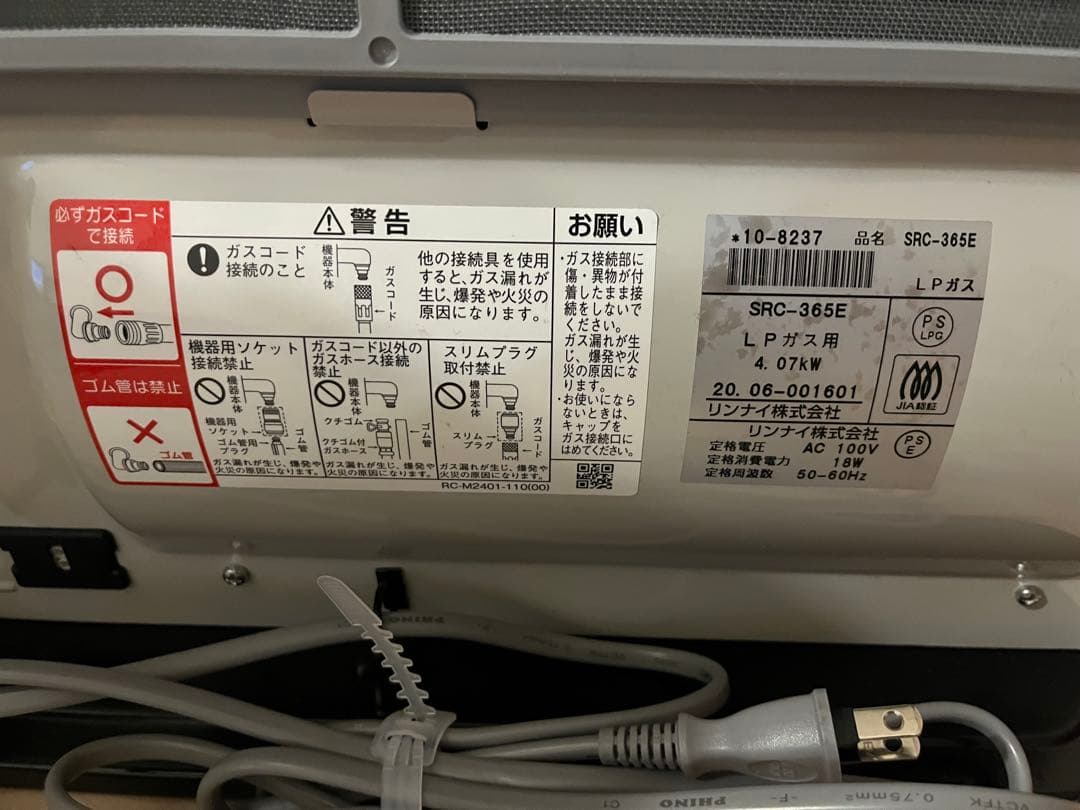 必ずガスコード
で接続
ゴム管は禁止
ゴム管
⚠警告
ガスコード
接続のこと
機器本体
ガスコード
他の接続具を使用
すると、ガス漏れが
生じ、爆発や火災の
原因になります。
機器用ソケット
接続禁止
機器本体
機器用
ソケット
ゴム管用
プラグ
ゴム管
ガス漏れが生じ、爆発や
火災の原因になります。
ガスコード以外の
ガスホース接続
禁止
機器本体
クチゴム
クチゴム付
ガスホース
ゴム管
ガス漏れが生じ、爆発や
火災の原因になります。
スリムプラグ
取付禁止
機器本体
スリム
プラグ
ガスコード
ガス漏れが生じ、爆発や
火災の原因になります。
RC-M2401-110(00)
お願い
・ガス接続部に
傷・異物が付
着したまま接
続をしないで
ください。
ガス漏れが生
じ、爆発や火
災の原因にな
ります。
・お使いになら
ないときは、
キャップを
ガス接続口に
はめてください。
*10-8237 品名 SRC-365E
LPガス
SRC-365E
LPガス用
4.07kW
20.06-001601
リンナイ株式会社
PS
LPG
JIA認証
リンナイ株式会社
定格電圧 AC 100V
定格消費電力 18W
定格周波数 50-60Hz
PS
E
PHINO
C1 PHINO -F- 0.75mm² VCTFK